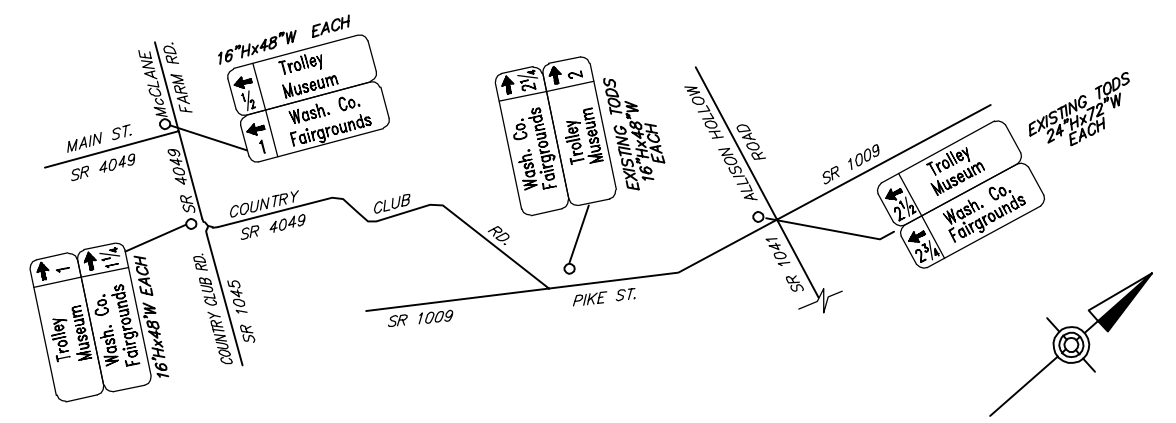 16"Hx48"W EACH
1/2
Trolley
Museum
1
Wash. Co.
Fairgrounds
McCLANE
FARM RD.
MAIN ST.
SR 4049
SR 4049
COUNTRY
CLUB
RD.
SR 4049
COUNTRY CLUB RD.
SR 1045
1
Trolley
Museum
1 1/4
Wash. Co.
Fairgrounds
16"Hx48"W EACH
2 1/4
Wash. Co.
Fairgrounds
2
Trolley
Museum
EXISTING TODS
16"Hx48"W
EACH
SR 1009
PIKE ST.
ALLISON HOLLOW
ROAD
SR 1041
SR 1009
2 1/2
Trolley
Museum
2 3/4
Wash. Co.
Fairgrounds
EXISTING TODS
24"Hx72"W
EACH